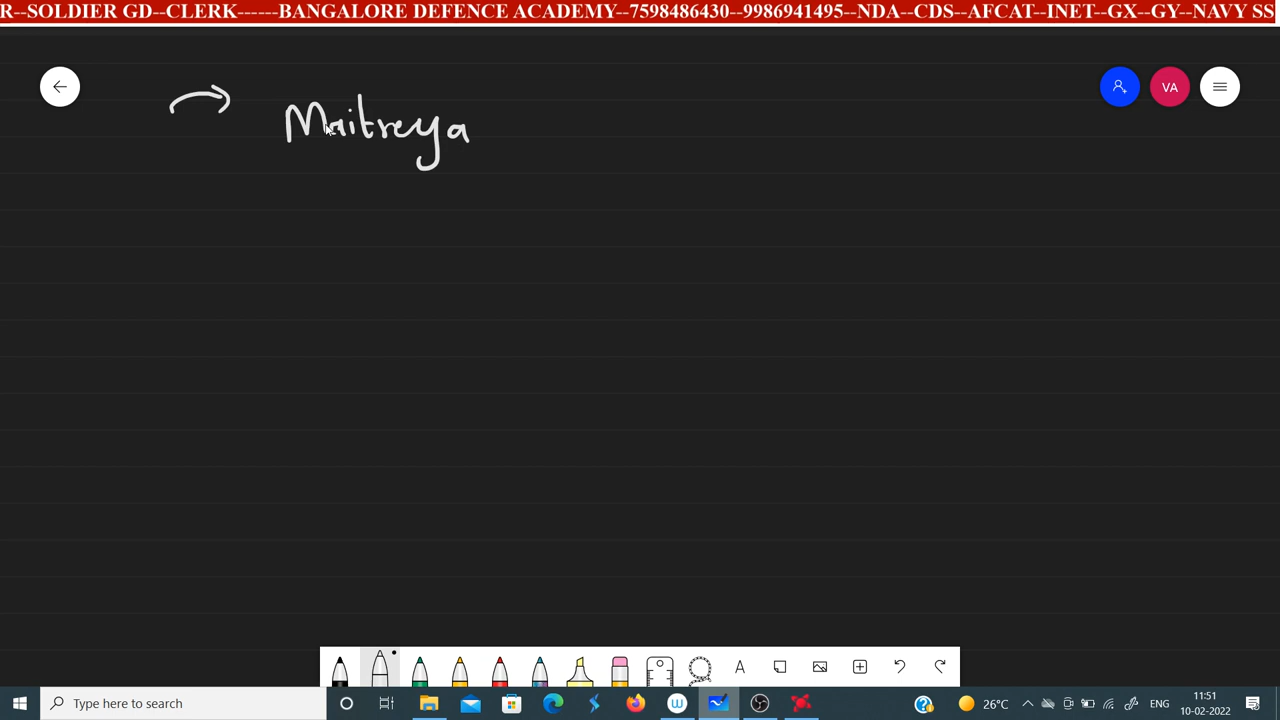 R--SOLDIER GD--CLERK------BANGALORE DEFENCE ACADEMY--7598486430--9986941495--NDA--CDS--AFCAT--INET--GX--GY--NAVY SS
VA
Maitreya
A
Type here to search
26°C
ENG
11:51
10-02-2022